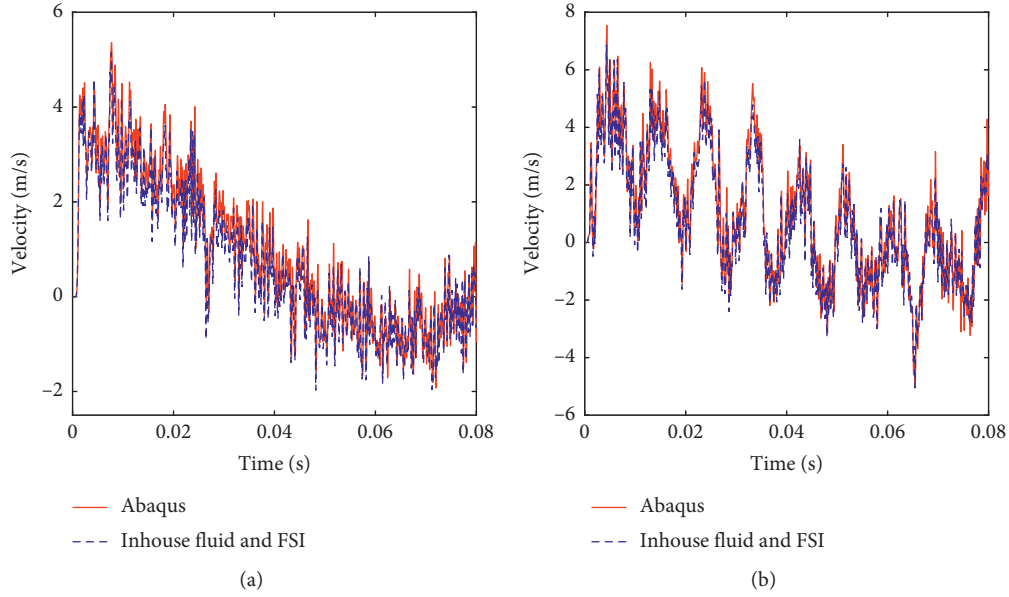 6
4
2
0
−2
Velocity (m/s)
0
0.02
0.04
0.06
0.08
Time (s)
Abaqus
Inhouse fluid and FSI
(a)
8
6
4
2
0
−2
−4
−6
Velocity (m/s)
0
0.02
0.04
0.06
0.08
Time (s)
Abaqus
Inhouse fluid and FSI
(b)